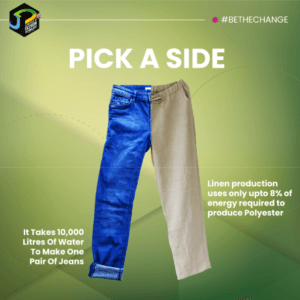 #BETHECHANGE
PICK A SIDE
Linen production
uses only upto 8% of
energy required to
produce Polyester
It Takes 10,000
Litres Of Water
To Make One
Pair Of Jeans